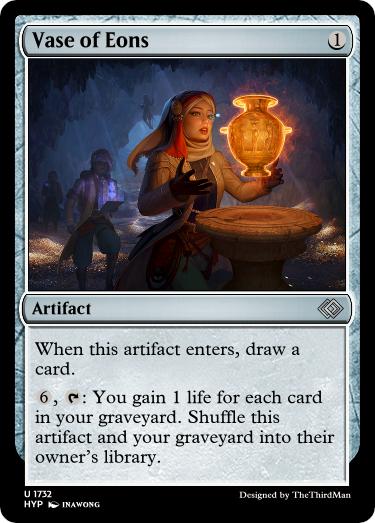 Vase of Eons 1
Artifact
When this artifact enters, draw a
card.
6, : You gain 1 life for each card
in your graveyard. Shuffle this
artifact and your graveyard into their
owner's library.
U 1732
HYP INAWONG
Designed by TheThirdMan